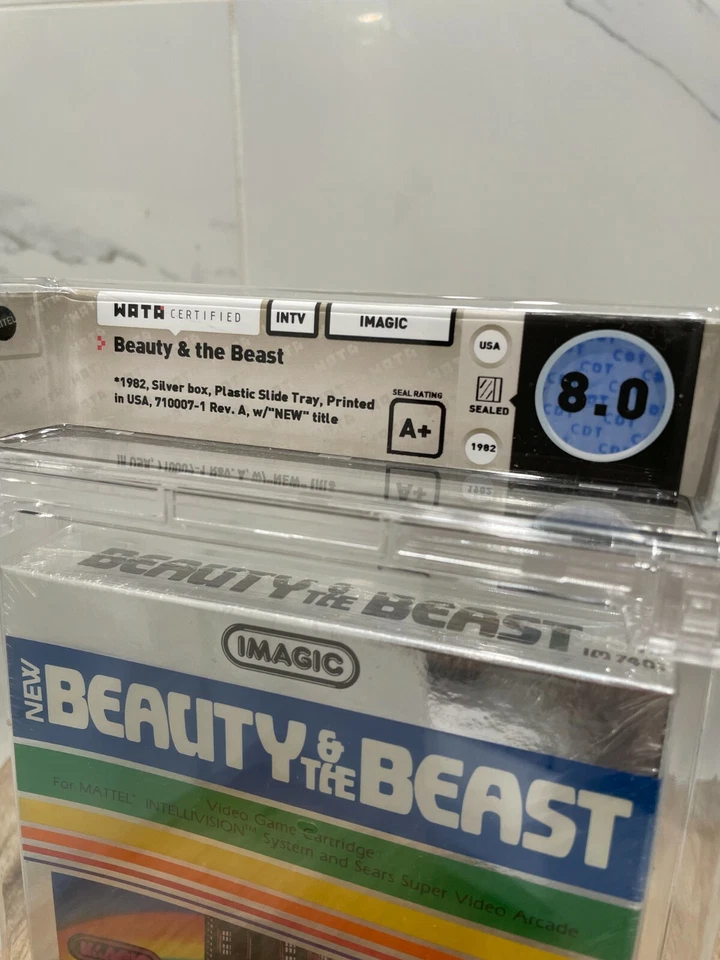 WATA CERTIFIED
INTV
IMAGIC
Beauty & the Beast
*1982, Silver box, Plastic Slide Tray, Printed
in USA, 710007-1 Rev. A, w/"NEW" title
SEAL RATING
A+
USA
SEALED
1982
8.0
CDT
BEAUTY & THE BEAST
IMAGIC
NEW
BEAUTY & THE BEAST
Video Game Cartridge
For MATTEL® INTELLIVISION™ System and Sears Super Video Arcade